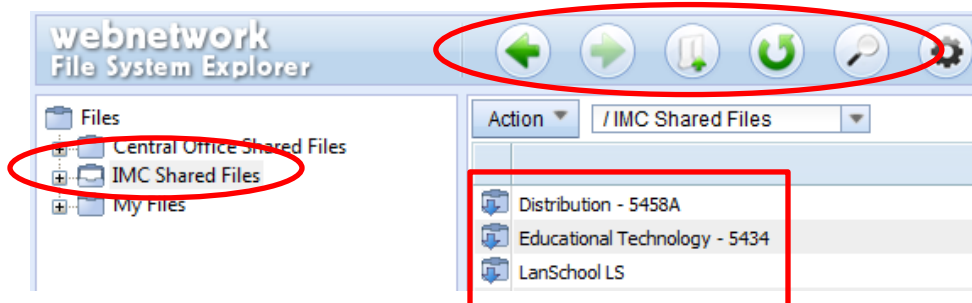 webnetwork
File System Explorer
Files
Central Office Shared Files
IMC Shared Files
My Files
Action
/ IMC Shared Files
Distribution - 5458A
Educational Technology - 5434
LanSchool LS